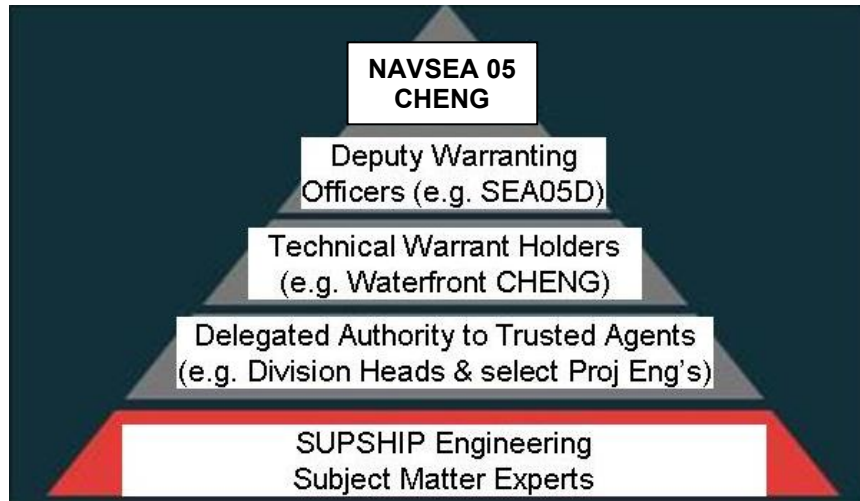 NAVSEA 05
CHENG
Deputy Warranting
Officers (e.g. SEA05D)
Technical Warrant Holders
(e.g. Waterfront CHENG)
Delegated Authority to Trusted Agents
(e.g. Division Heads & select Proj Eng's)
SUPSHIP Engineering
Subject Matter Experts